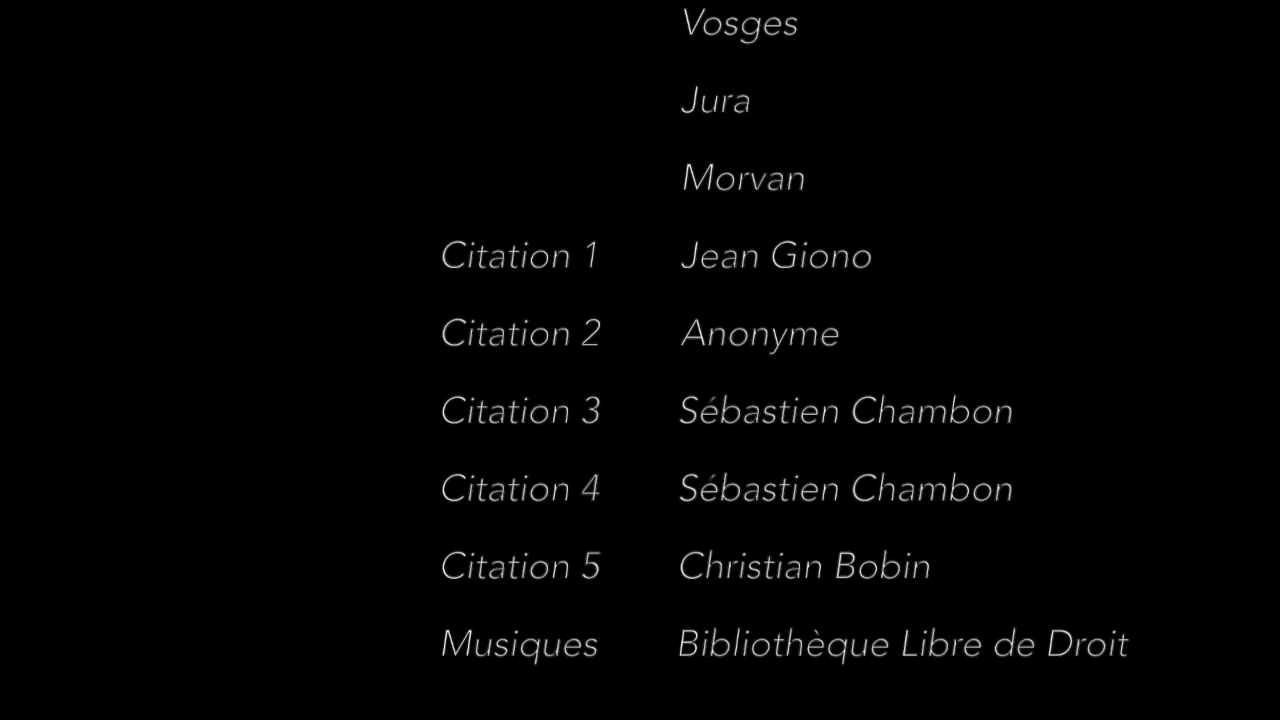 Vosges
Jura
Morvan
Citation 1 Jean Giono
Citation 2 Anonyme
Citation 3 Sébastien Chambon
Citation 4 Sébastien Chambon
Citation 5 Christian Bobin
Musiques Bibliothèque Libre de Droit